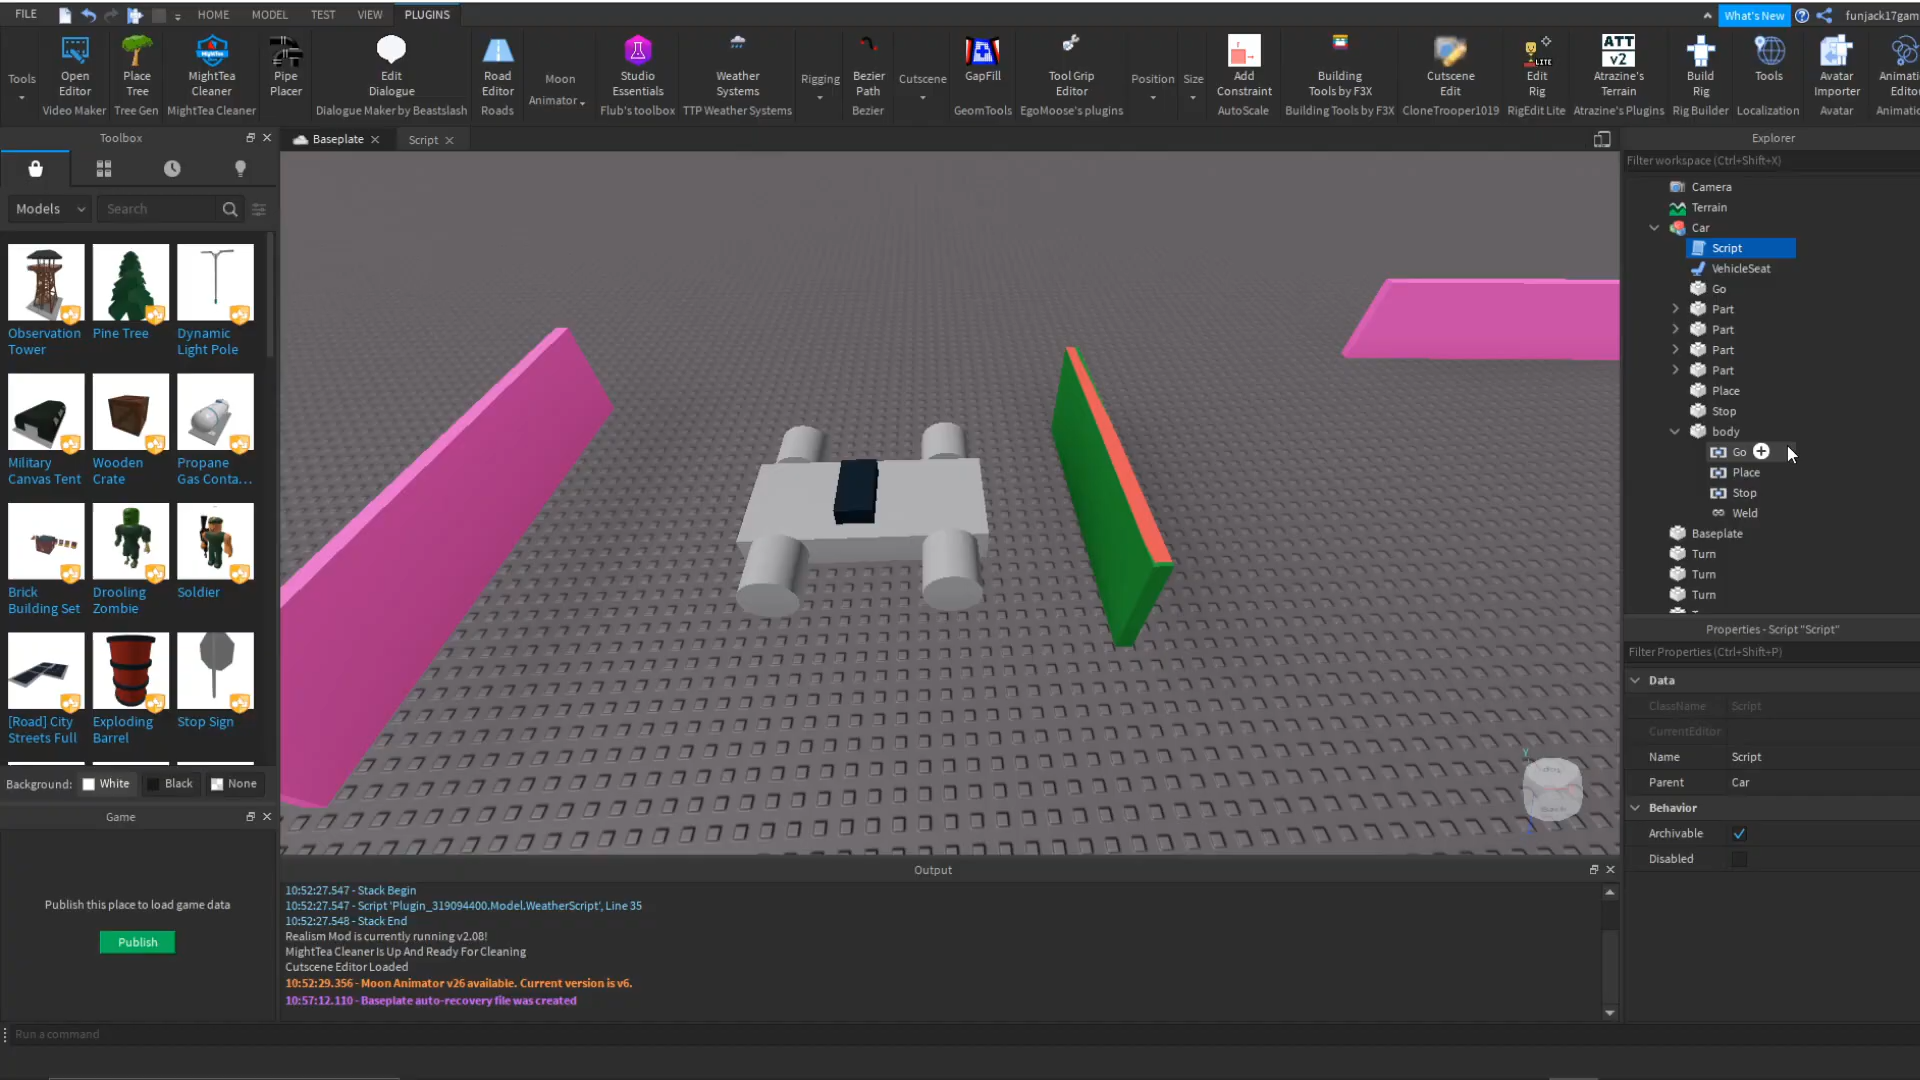 FILE
HOME
MODEL
TEST
VIEW
PLUGINS
What's New
funjack17gam
Tools
Open Editor
Place Tree
MightTea Cleaner
Pipe Placer
Edit Dialogue
Road Editor
Moon Animator
Studio Essentials
Weather Systems
Rigging
Bezier Path
Cutscene
GapFill
Tool Grip Editor
Position
Size
Add Constraint
Building Tools by F3X
Cutscene Edit
Edit Rig
ATT v2
Atrazine's Terrain
Build Rig
Tools
Avatar Importer
Animati
Editor
Video Maker
Tree Gen
MightTea Cleaner
Dialogue Maker by Beastslash
Roads
Flub's toolbox
TTP Weather Systems
Bezier
GeomTools
EgoMoose's plugins
AutoScale
Building Tools by F3X
CloneTrooper1019
RigEdit Lite
Atrazine's Plugins
Rig Builder
Localization
Avatar
Animatio
Toolbox
Models
Search
Observation Tower
Pine Tree
Dynamic Light Pole
Military Canvas Tent
Wooden Crate
Propane Gas Conta...
Brick Building Set
Drooling Zombie
Soldier
[Road] City Streets Full
Exploding Barrel
Stop Sign
Background:
White
Black
None
Game
Publish this place to load game data
Publish
Baseplate
Script
Output
10:52:27.547 - Stack Begin
10:52:27.547 - Script 'Plugin_319094400.Model.WeatherScript', Line 35
10:52:27.548 - Stack End
Realism Mod is currently running v2.08!
MightTea Cleaner Is Up And Ready For Cleaning
Cutscene Editor Loaded
10:52:29.356 - Moon Animator v26 available. Current version is v6.
10:57:12.110 - Baseplate auto-recovery file was created
Run a command
Explorer
Filter workspace (Ctrl+Shift+X)
Camera
Terrain
Car
Script
VehicleSeat
Go
Part
Part
Part
Part
Place
Stop
body
Go
Place
Stop
Weld
Baseplate
Turn
Turn
Turn
Properties - Script "Script"
Filter Properties (Ctrl+Shift+P)
Data
ClassName
Script
CurrentEditor
Name
Script
Parent
Car
Behavior
Archivable
Disabled